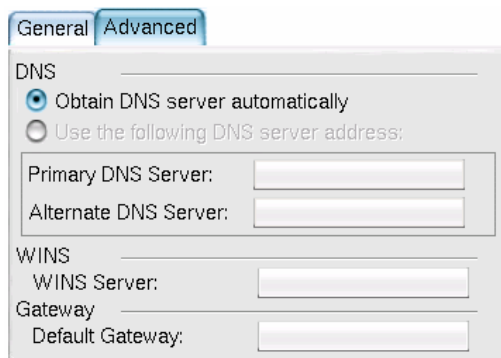 General Advanced
DNS
Obtain DNS server automatically
Use the following DNS server address:
Primary DNS Server:
Alternate DNS Server:
WINS
WINS Server:
Gateway
Default Gateway: